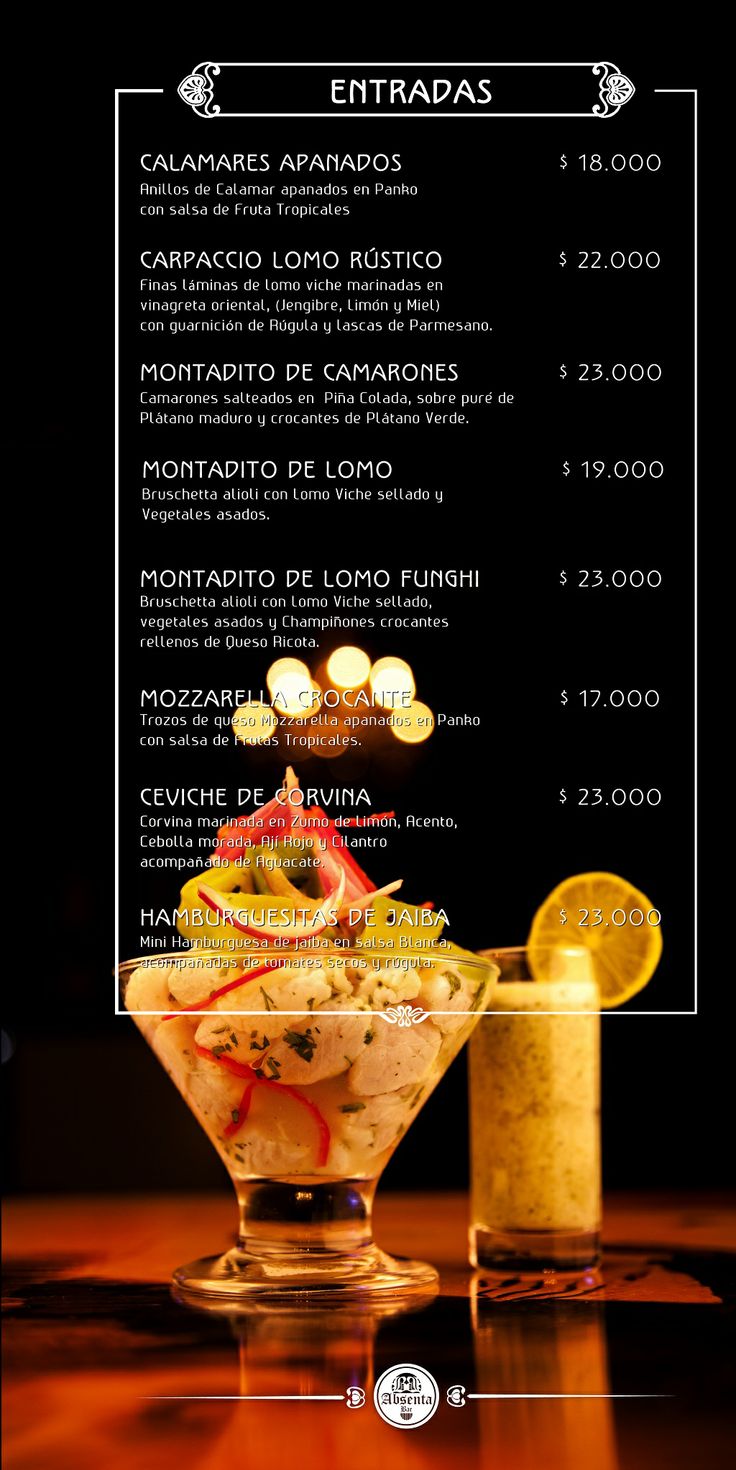 ENTRADAS
CALAMARES APANADOS $ 18.000
Anillos de Calamar apanados en Panko
con salsa de Fruta Tropicales
CARPACCIO LOMO RÚSTICO $ 22.000
Finas láminas de lomo viche marinadas en
vinagreta oriental, (Jengibre, limón y Miel)
con guarnición de Rúgula y lascas de Parmesano.
MONTADITO DE CAMARONES $ 23.000
Camarones salteados en Piña Colada, sobre puré de
Plátano maduro y crocantes de Plátano Verde.
MONTADITO DE LOMO $ 19.000
Bruschetta alioli con Lomo Viche sellado y
Vegetales asados.
MONTADITO DE LOMO FUNGHI $ 23.000
Bruschetta alioli con Lomo Viche sellado,
vegetales asados y Champiñones crocantes
rellenos de Queso Ricota.
MOZZARELLA CROCANTE $ 17.000
Trozos de queso Mozzarella apanados en Panko
con salsa de Frutas Tropicales.
CEVICHE DE CORVINA $ 23.000
Corvina marinada en Zumo de Limón, Acento,
Cebolla morada, Ají Rojo y Cilantro
acompañado de Aguacate.
HAMBURGUESITAS DE JAIBA $ 23.000
Mini Hamburguesa de jaiba en salsa Blanca,
acompañadas de tomates secos y rúgula.
Absenta
Bar